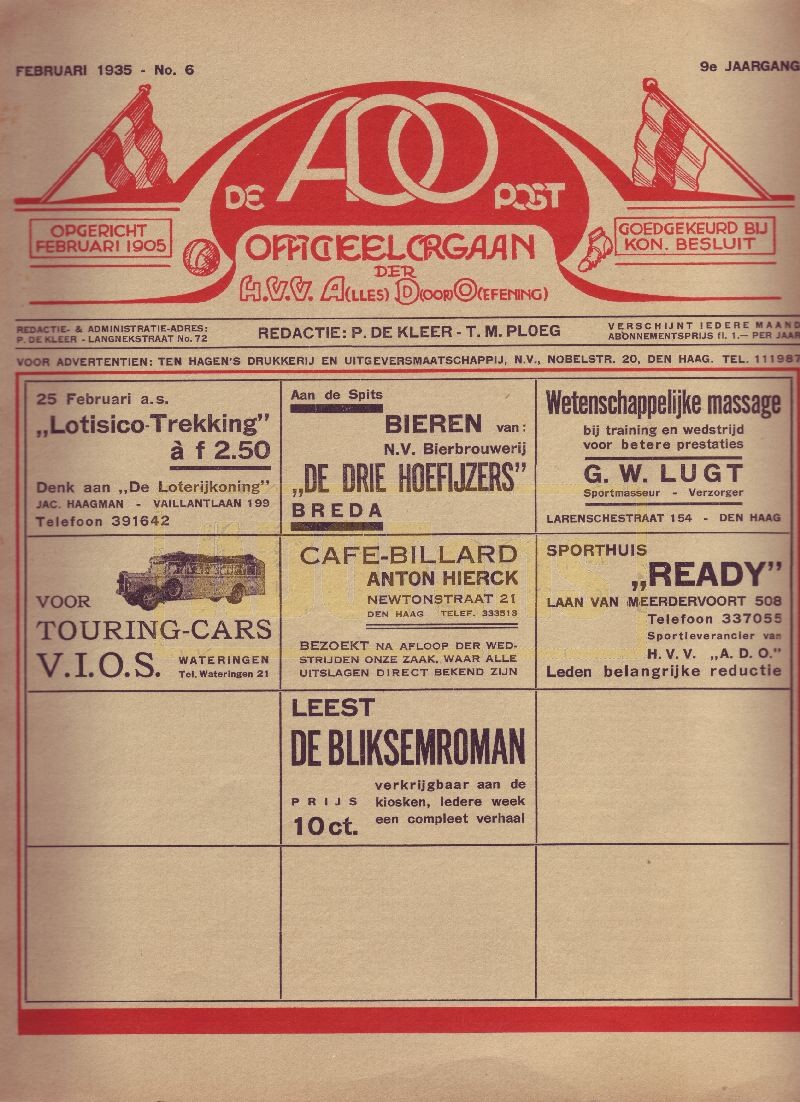 FEBRUARI 1935 - No. 6
9e JAARGANG
DE ADO POST
OPGERICHT
FEBRUARI 1905
GOEDGEKEURD BIJ
KON. BESLUIT
OFFICIEEL ORGAAN
DER
H.V.V. A(LLES) D(OOR) O(EFENING)
REDACTIE- & ADMINISTRATIE-ADRES:
P. DE KLEER - LANGNEKSTRAAT No. 72
REDACTIE: P. DE KLEER - T. M. PLOEG
VERSCHIJNT IEDERE MAAND
ABONNEMENTSPRIJS fl. 1.— PER JAAR
VOOR ADVERTENTIEN: TEN HAGEN'S DRUKKERIJ EN UITGEVERSMAATSCHAPPIJ, N.V., NOBELSTR. 20, DEN HAAG. TEL. 111987
25 Februari a.s.
„Lotisico-Trekking"
à f 2.50
Denk aan „De Loterijkoning"
JAC. HAAGMAN - VAILLANTLAAN 199
Telefoon 391642
Aan de Spits
BIEREN van:
N.V. Bierbrouwerij
„DE DRIE HOEFIJZERS"
BREDA
Wetenschappelijke massage
bij training en wedstrijd
voor betere prestaties
G. W. LUGT
Sportmasseur - Verzorger
LARENSCHESTRAAT 154 - DEN HAAG
VOOR
TOURING-CARS
V.I.O.S. WATERINGEN
Tel. Wateringen 21
CAFE-BILLARD
ANTON HIERCK
NEWTONSTRAAT 21
DEN HAAG TELEF. 333513
BEZOEKT NA AFLOOP DER WED-
STRIJDEN ONZE ZAAK, WAAR ALLE
UITSLAGEN DIRECT BEKEND ZIJN
SPORTHUIS
„READY"
LAAN VAN MEERDERVOORT 508
Telefoon 337055
Sportleverancier van
H.V.V. „A.D.O."
Leden belangrijke reductie
LEEST
DE BLIKSEMROMAN
verkrijgbaar aan de
PRIJS kiosken, iedere week
10 ct. een compleet verhaal